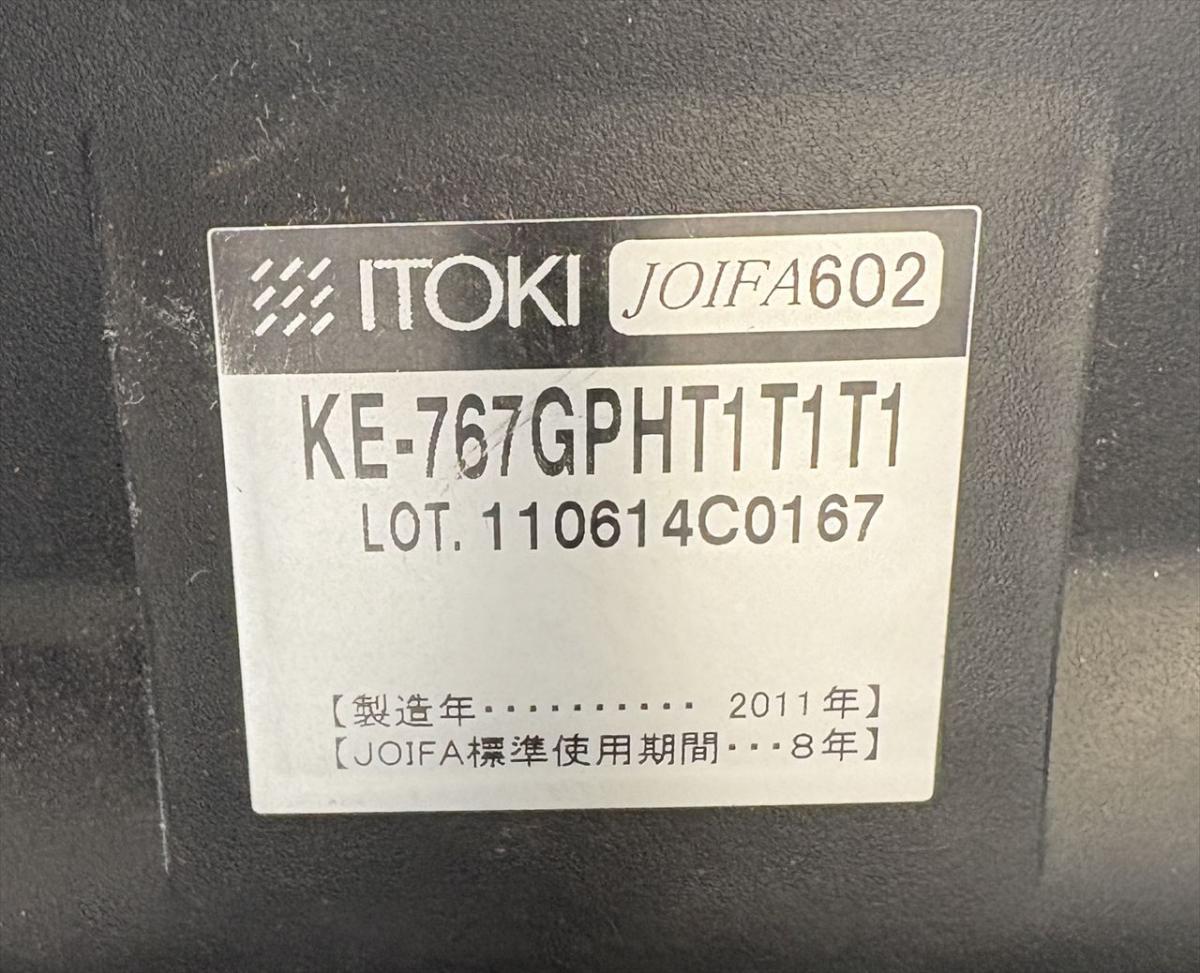 ITOKI JOIFA602
KE-767GPHT1T1T1
LOT. 110614C0167
【製造年・・・・・・・・・・ 2011年】
【JOIFA標準使用期間・・・8年】